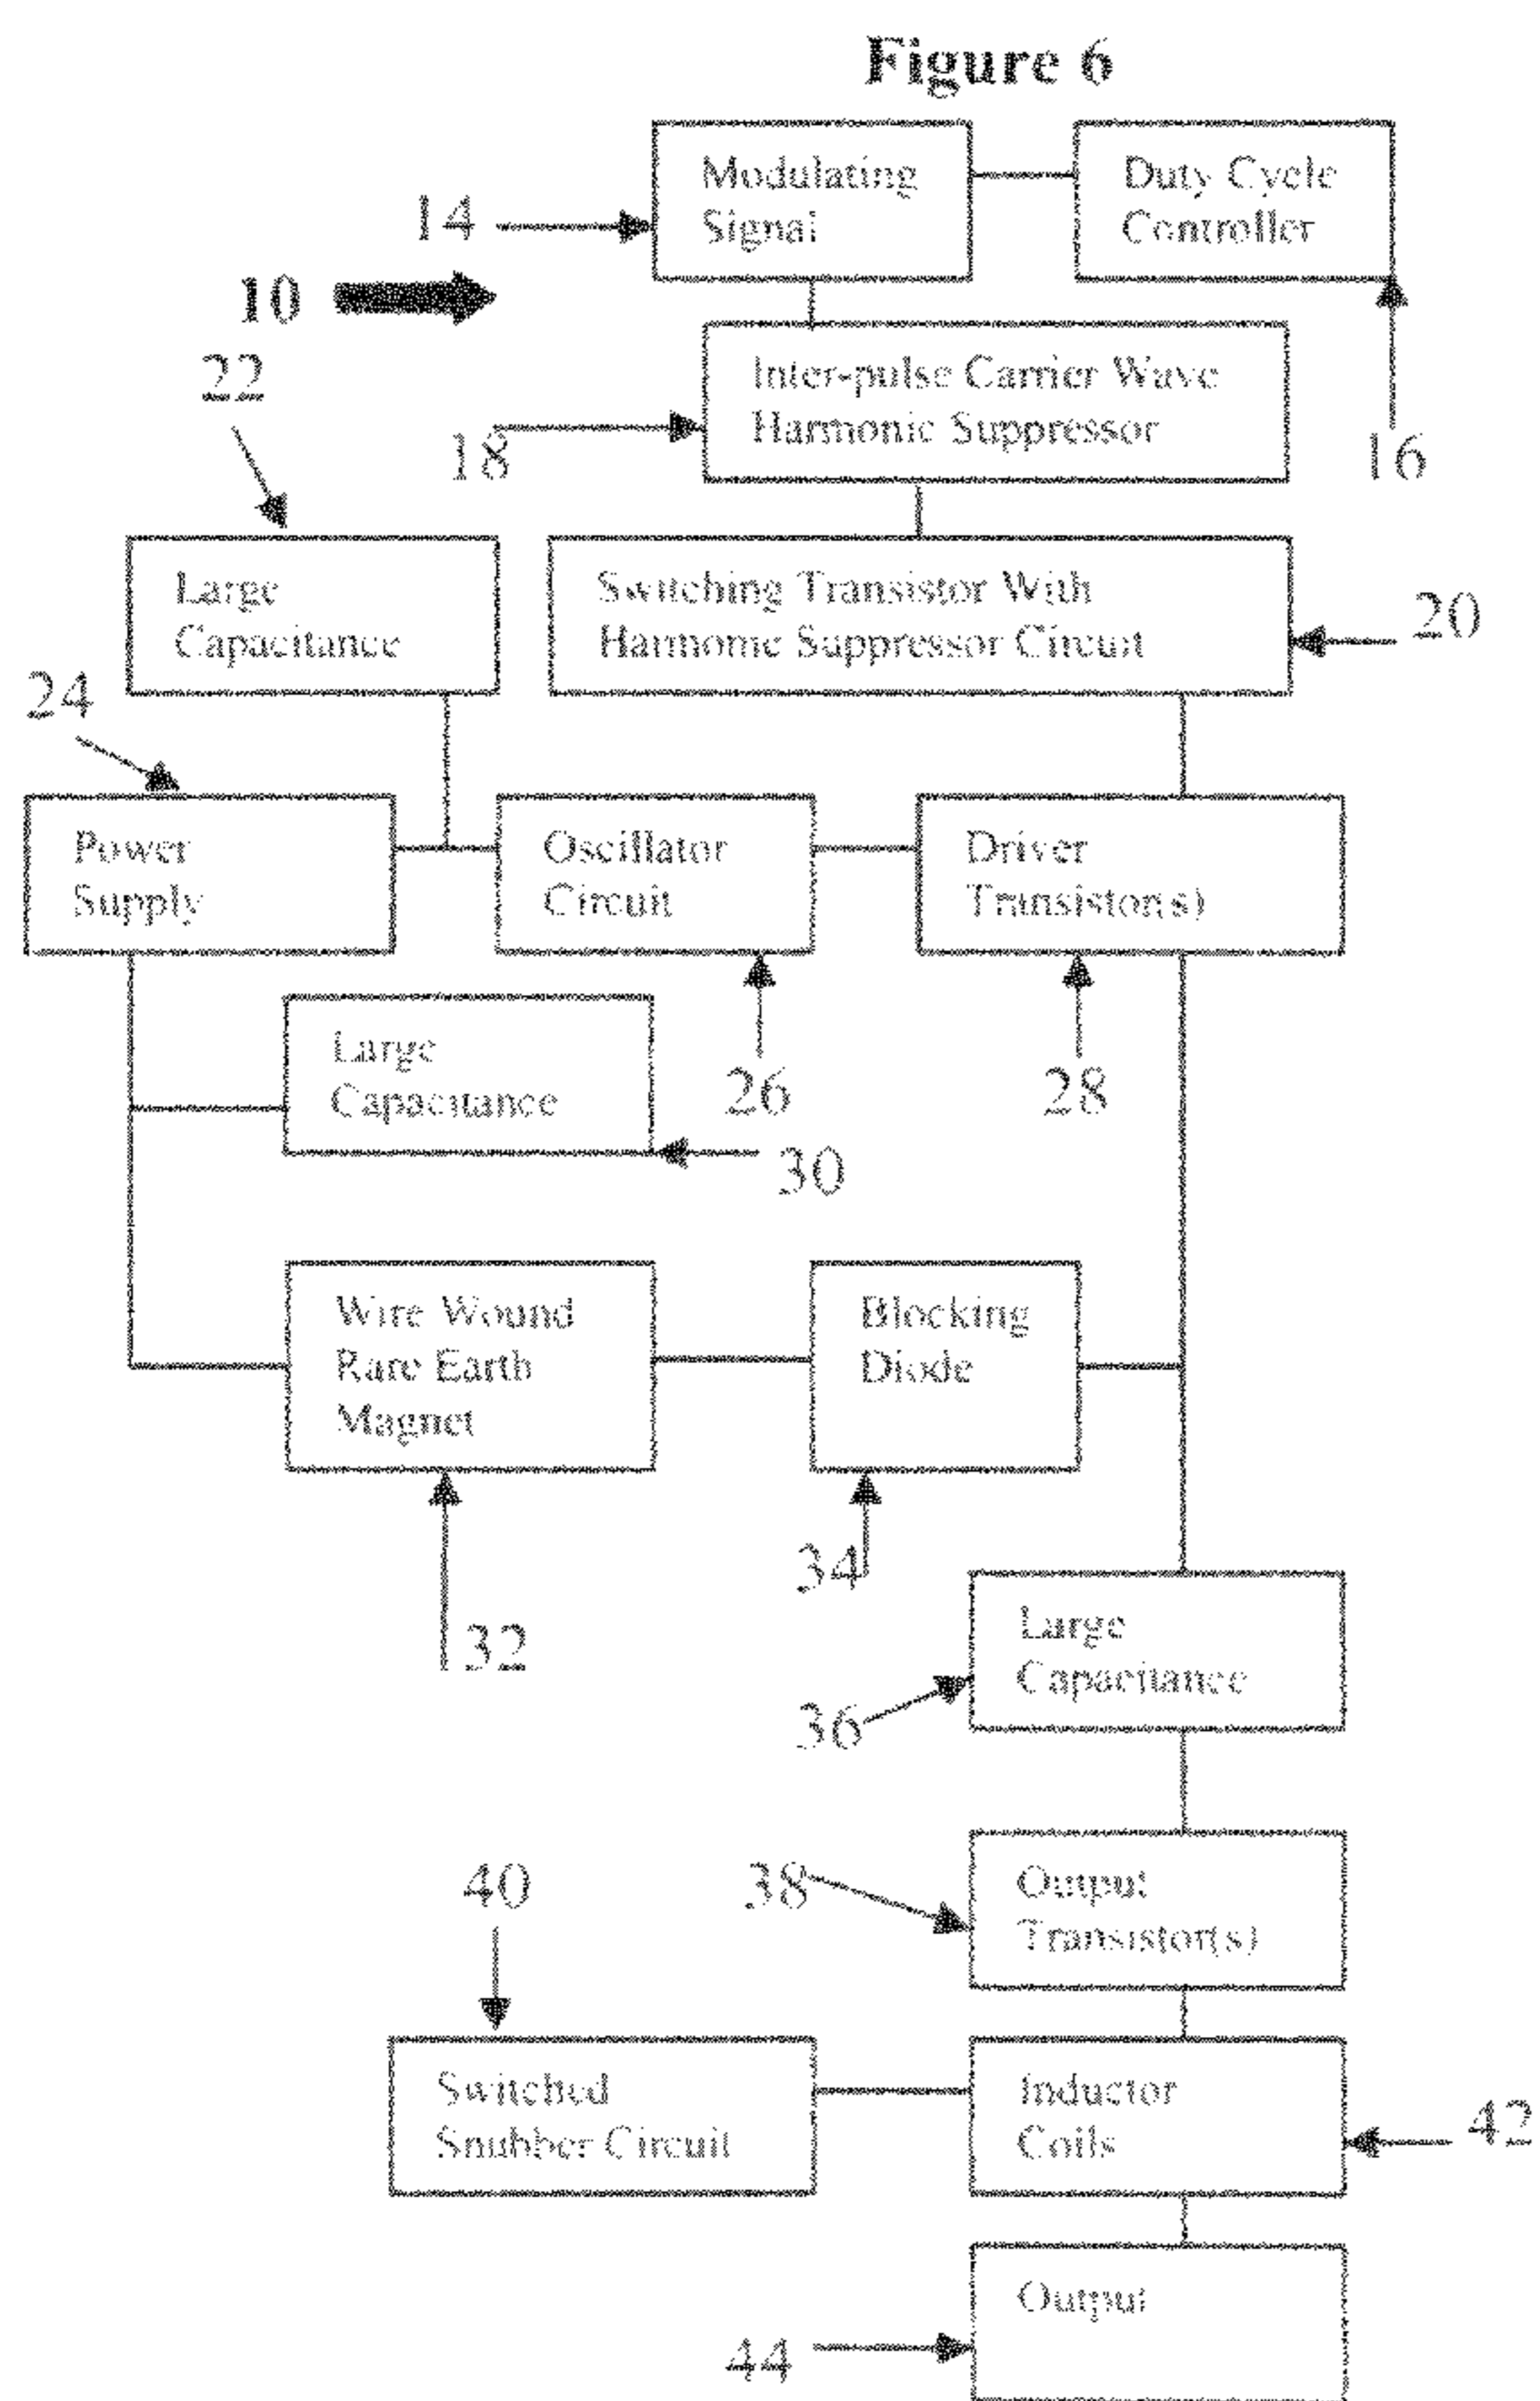 Figure 6
Modulating
Signal
Duty Cycle
Controller
14
10
22
Inter-pulse Carrier Wave
Harmonic Suppressor
18
16
Large
Capacitance
Switching Transistor With
Harmonic Suppressor Circuit
20
24
Power
Supply
Oscillator
Circuit
Driver
Transistor(s)
Large
Capacitance
26
28
30
Wire Wound
Rare Earth
Magnet
Blocking
Diode
34
32
Large
Capacitance
36
40
38
Output
Transistor(s)
Switched
Snubber Circuit
Inductor
Coils
42
Output
44